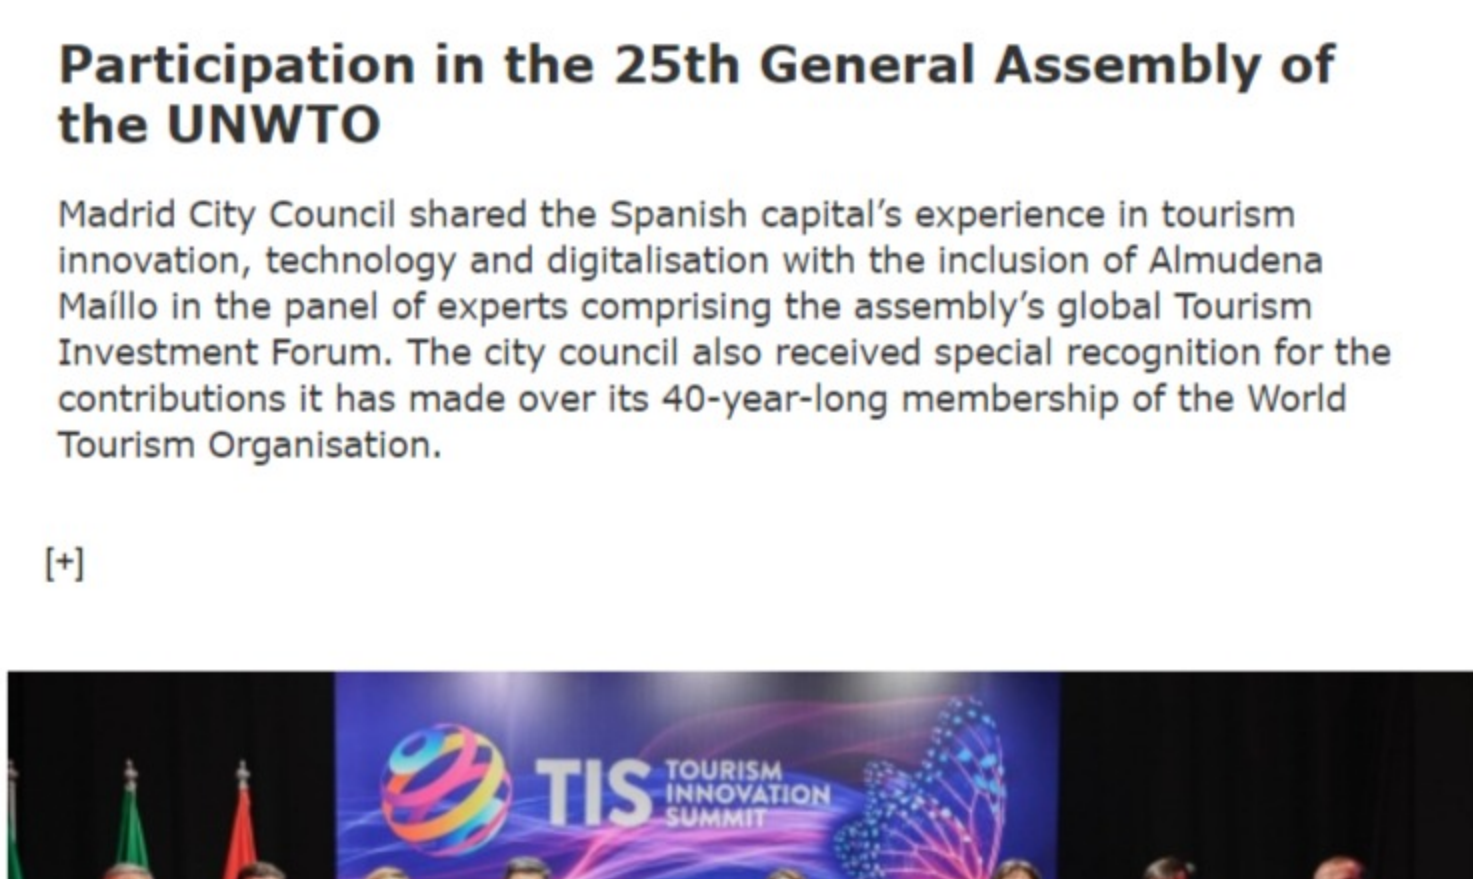 Participation in the 25th General Assembly of
the UNWTO
Madrid City Council shared the Spanish capital’s experience in tourism
innovation, technology and digitalisation with the inclusion of Almudena
Maíllo in the panel of experts comprising the assembly’s global Tourism
Investment Forum. The city council also received special recognition for the
contributions it has made over its 40-year-long membership of the World
Tourism Organisation.
[+]
TIS TOURISM
INNOVATION
SUMMIT